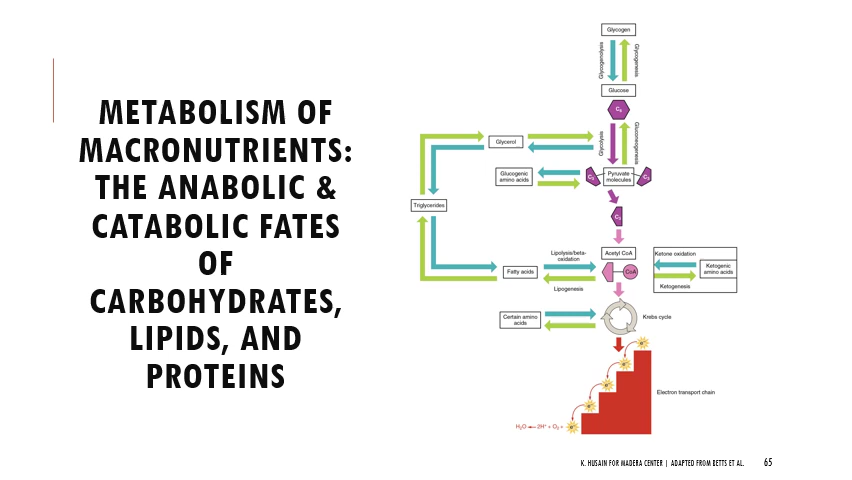 METABOLISM OF
MACRONUTRIENTS:
THE ANABOLIC &
CATABOLIC FATES
OF
CARBOHYDRATES,
LIPIDS, AND
PROTEINS
Glycogen
Glycogenolysis
Glycogenesis
Glucose
C₆
Glycolysis
Gluconeogenesis
Glycerol
Glucogenic
amino acids
C₃
Pyruvate
molecules
C₃
Triglycerides
C₃
Lipolysis/beta-
oxidation
Acetyl CoA
Ketone oxidation
Fatty acids
CoA
Ketogenic
amino acids
Lipogenesis
Ketogenesis
Certain amino
acids
Krebs cycle
e⁻
e⁻
e⁻
Electron transport chain
e⁻
H₂O 2H⁺ + O₂ + e⁻
K. HUSAIN FOR MADERA CENTER | ADAPTED FROM BETTS ET AL.
65